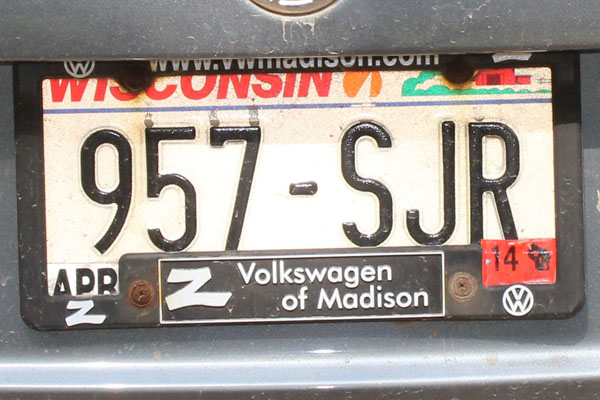 www.vwmadison.com
WISCONSIN
957-SJR
14
APR
Z Volkswagen
of Madison
Z